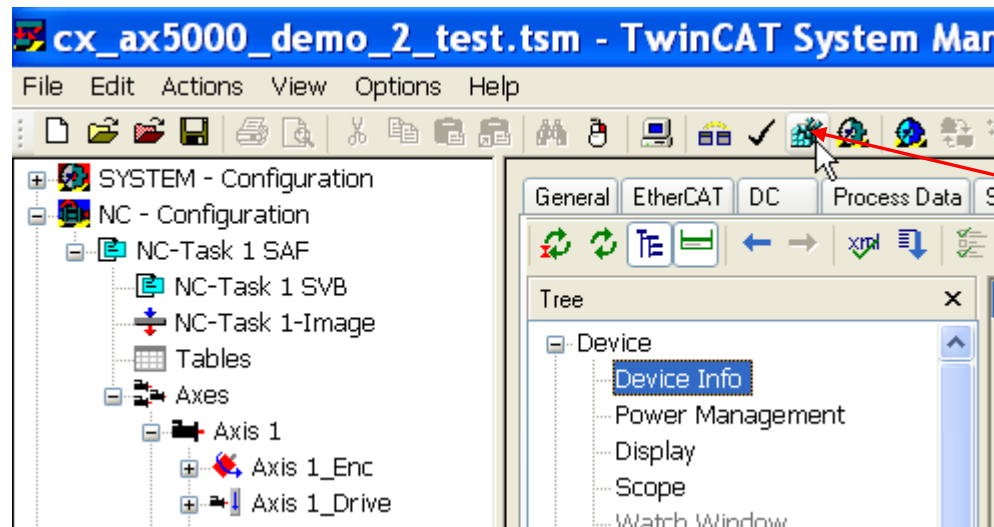 cx_ax5000_demo_2_test.tsm - TwinCAT System Mar
File Edit Actions View Options Help
SYSTEM - Configuration
NC - Configuration
NC-Task 1 SAF
NC-Task 1 SVB
NC-Task 1-Image
Tables
Axes
Axis 1
Axis 1_Enc
Axis 1_Drive
General EtherCAT DC Process Data S
xml
Tree
Device
Device Info
Power Management
Display
Scope
Watch Window